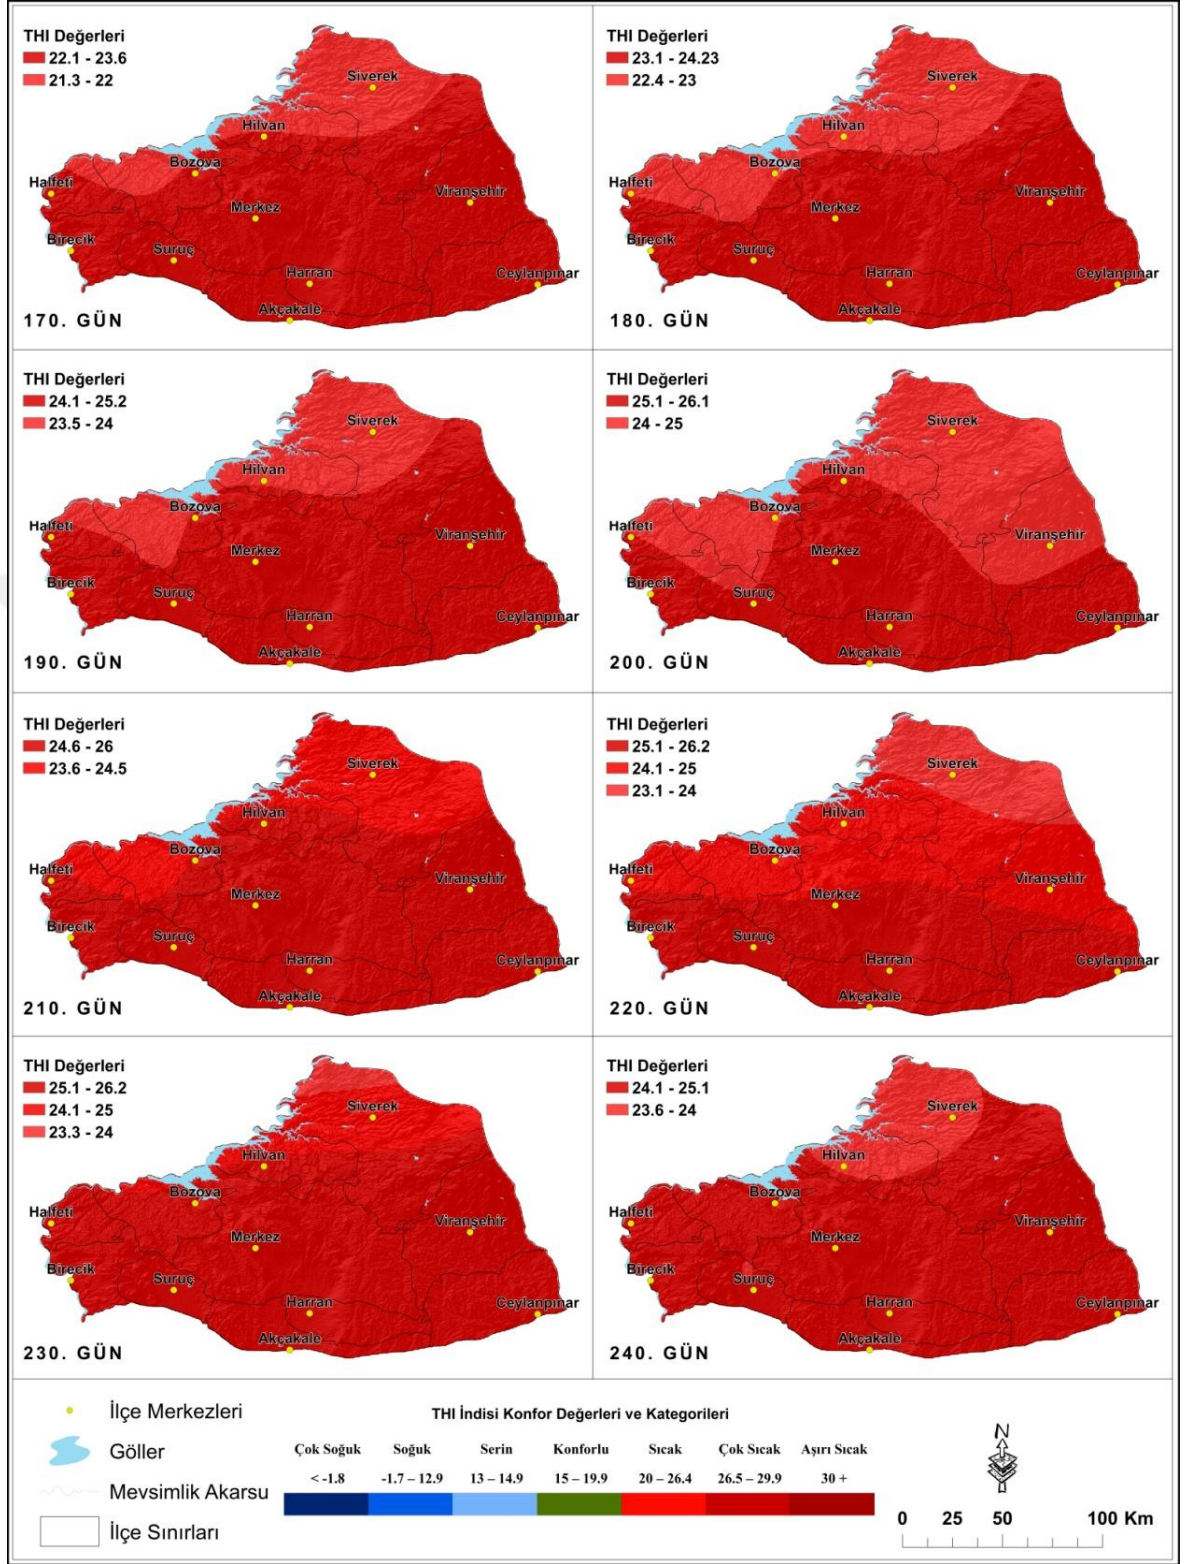 THI Değerleri
22.1 - 23.6
21.3 - 22
Siverek
Hilvan
Bozova
Halfeti
Viranşehir
Merkez
Birecik
Suruç
Harran
Ceylanpınar
Akçakale
170. GÜN
THI Değerleri
23.1 - 24.23
22.4 - 23
Siverek
Hilvan
Bozova
Halfeti
Viranşehir
Merkez
Birecik
Suruç
Harran
Ceylanpınar
Akçakale
180. GÜN
THI Değerleri
24.1 - 25.2
23.5 - 24
Siverek
Hilvan
Bozova
Halfeti
Viranşehir
Merkez
Birecik
Suruç
Harran
Ceylanpınar
Akçakale
190. GÜN
THI Değerleri
25.1 - 26.1
24 - 25
Siverek
Hilvan
Bozova
Halfeti
Viranşehir
Merkez
Birecik
Suruç
Harran
Ceylanpınar
Akçakale
200. GÜN
THI Değerleri
24.6 - 26
23.6 - 24.5
Siverek
Hilvan
Bozova
Halfeti
Viranşehir
Merkez
Birecik
Suruç
Harran
Ceylanpınar
Akçakale
210. GÜN
THI Değerleri
25.1 - 26.2
24.1 - 25
23.1 - 24
Siverek
Hilvan
Bozova
Halfeti
Viranşehir
Merkez
Birecik
Suruç
Harran
Ceylanpınar
Akçakale
220. GÜN
THI Değerleri
25.1 - 26.2
24.1 - 25
23.3 - 24
Siverek
Hilvan
Bozova
Halfeti
Viranşehir
Merkez
Birecik
Suruç
Harran
Ceylanpınar
Akçakale
230. GÜN
THI Değerleri
24.1 - 25.1
23.6 - 24
Siverek
Hilvan
Bozova
Halfeti
Viranşehir
Merkez
Birecik
Suruç
Harran
Ceylanpınar
Akçakale
240. GÜN
İlçe Merkezleri
Göller
Mevsimlik Akarsu
İlçe Sınırları
THI İndisi Konfor Değerleri ve Kategorileri
Çok Soğuk Soğuk Serin Konforlu Sıcak Çok Sıcak Aşırı Sıcak
< -1.8 -1.7 – 12.9 13 – 14.9 15 – 19.9 20 – 26.4 26.5 – 29.9 30 +
N
0 25 50 100 Km